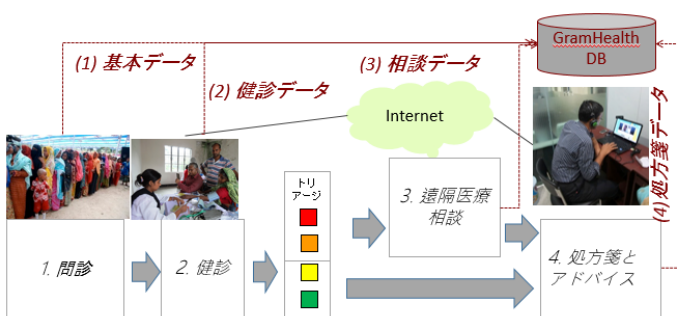 GramHealth
DB
(1) 基本データ
(2) 健診データ
(3) 相談データ
Internet
(4) 処方箋データ
トリ
アージ
1. 問診
2. 健診
3. 遠隔医療
相談
4. 処方箋と
アドバイス